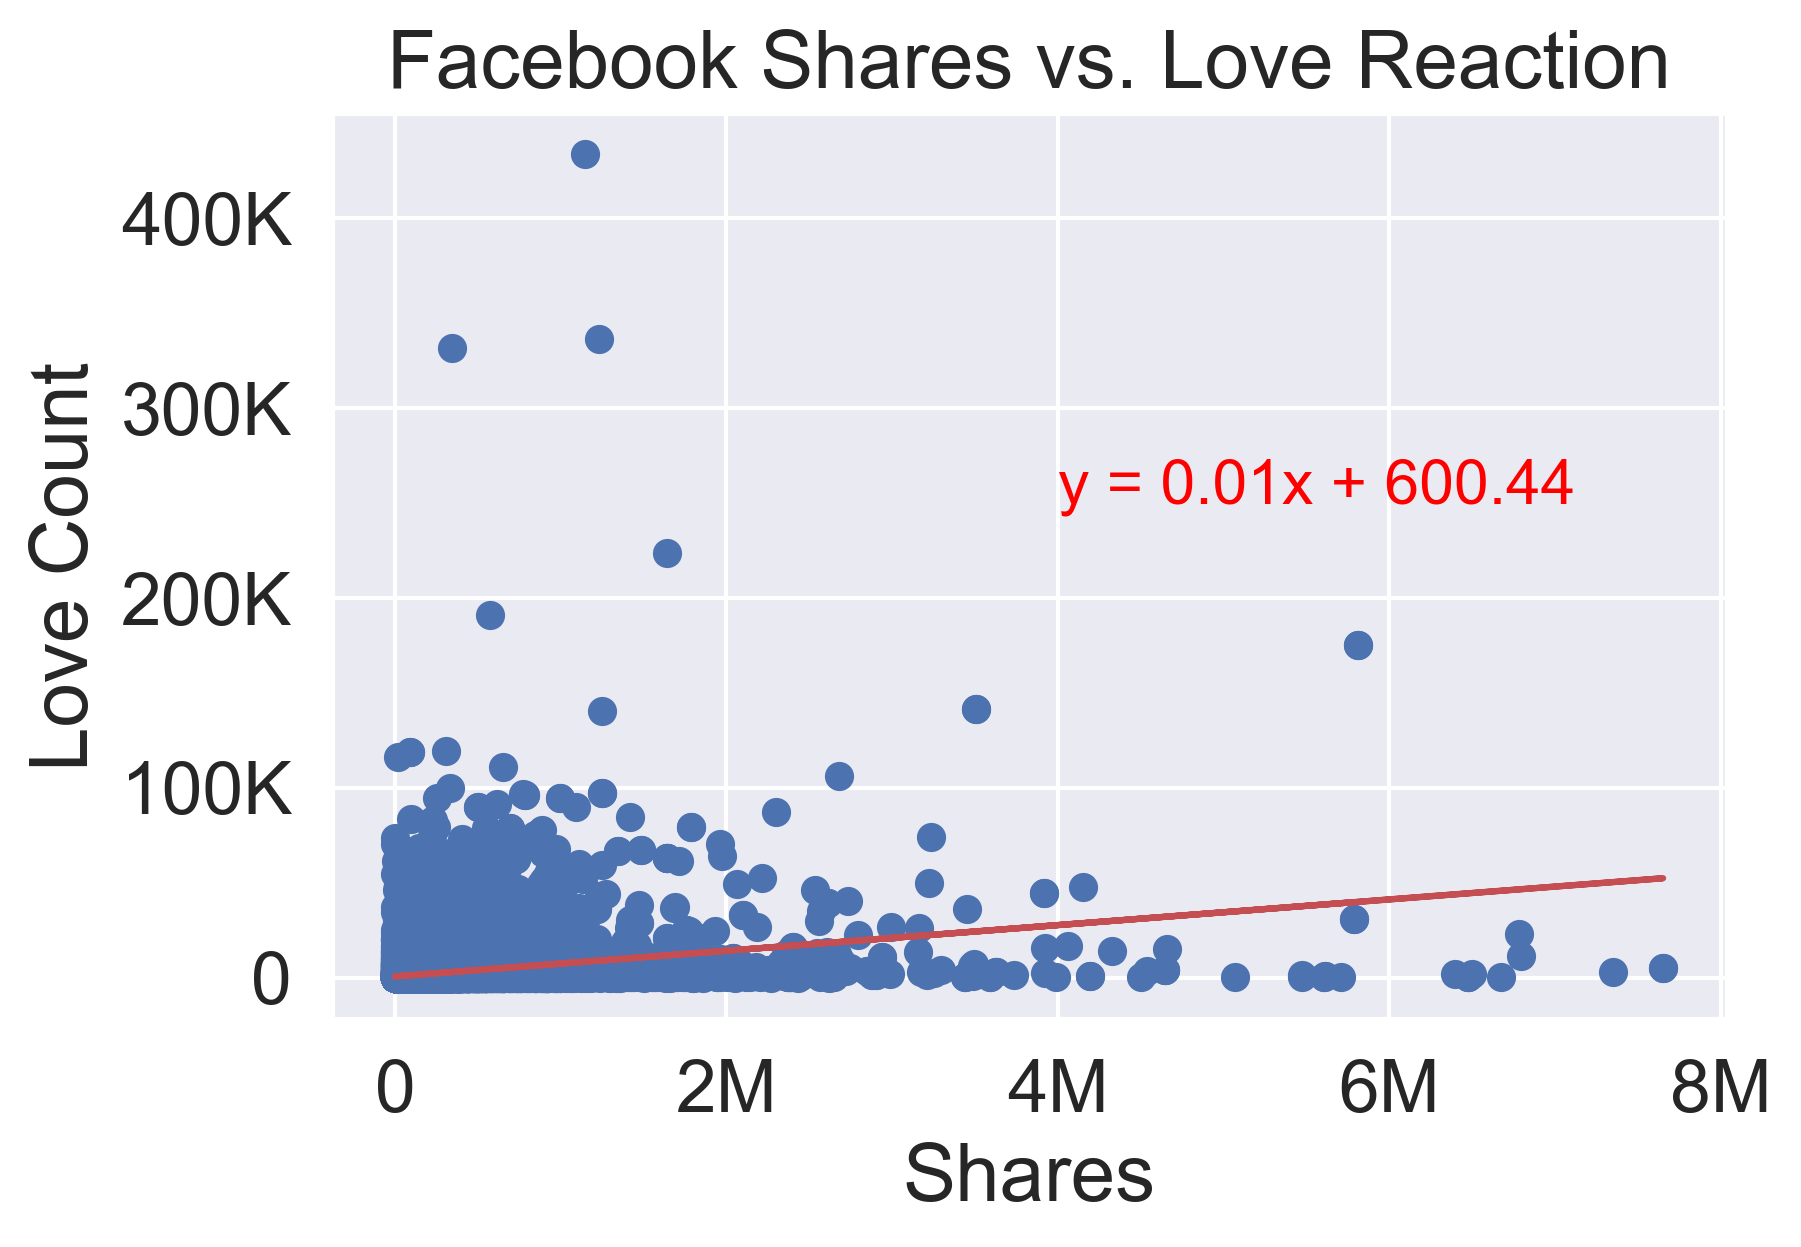 Facebook Shares vs. Love Reaction
400K
300K
200K
100K
0
Love Count
y = 0.01x + 600.44
0 2M 4M 6M 8M
Shares